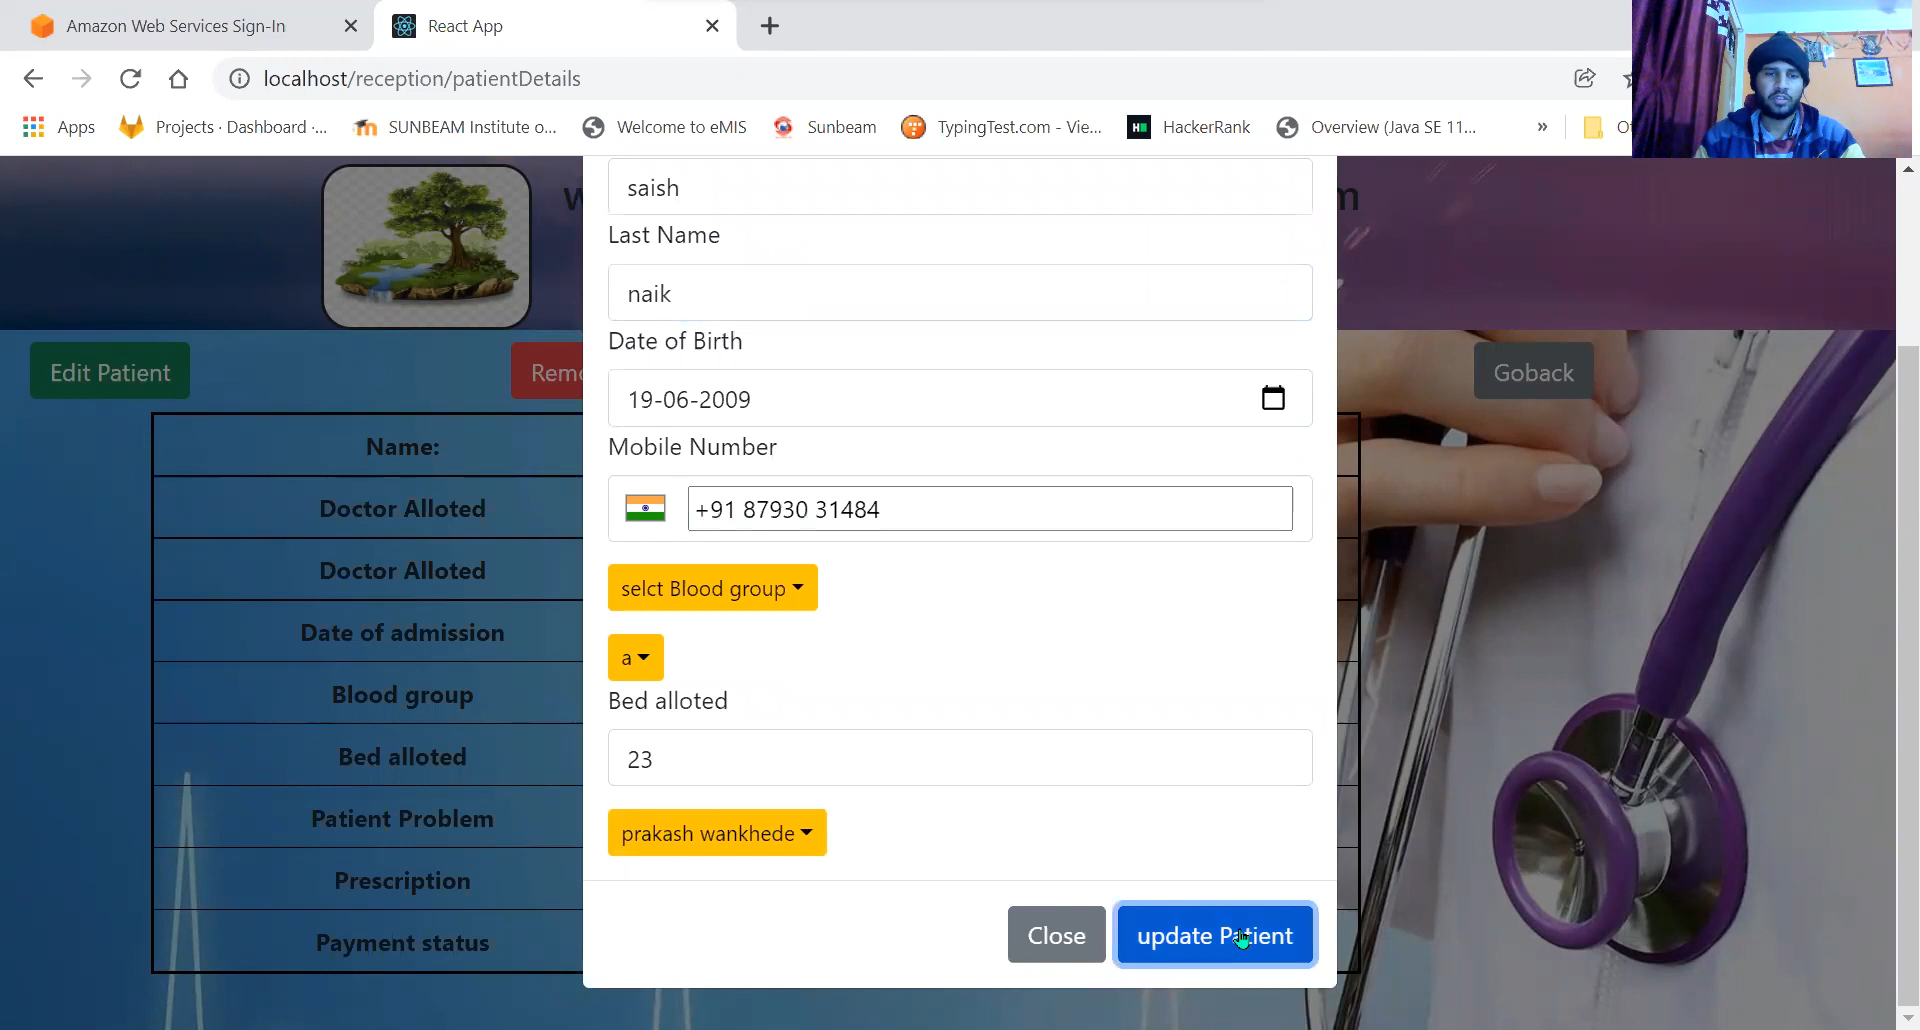 Amazon Web Services Sign-In
React App
localhost/reception/patientDetails
Apps
Projects · Dashboard ·...
SUNBEAM Institute o...
Welcome to eMIS
Sunbeam
TypingTest.com - Vie...
HackerRank
Overview (Java SE 11...
»
saish
Last Name
naik
Edit Patient
Goback
Date of Birth
19-06-2009
Name:
Mobile Number
Doctor Alloted
+91 87930 31484
Doctor Alloted
selct Blood group
Date of admission
a
Blood group
Bed alloted
Bed alloted
23
Patient Problem
prakash wankhede
Prescription
Payment status
Close
update Patient